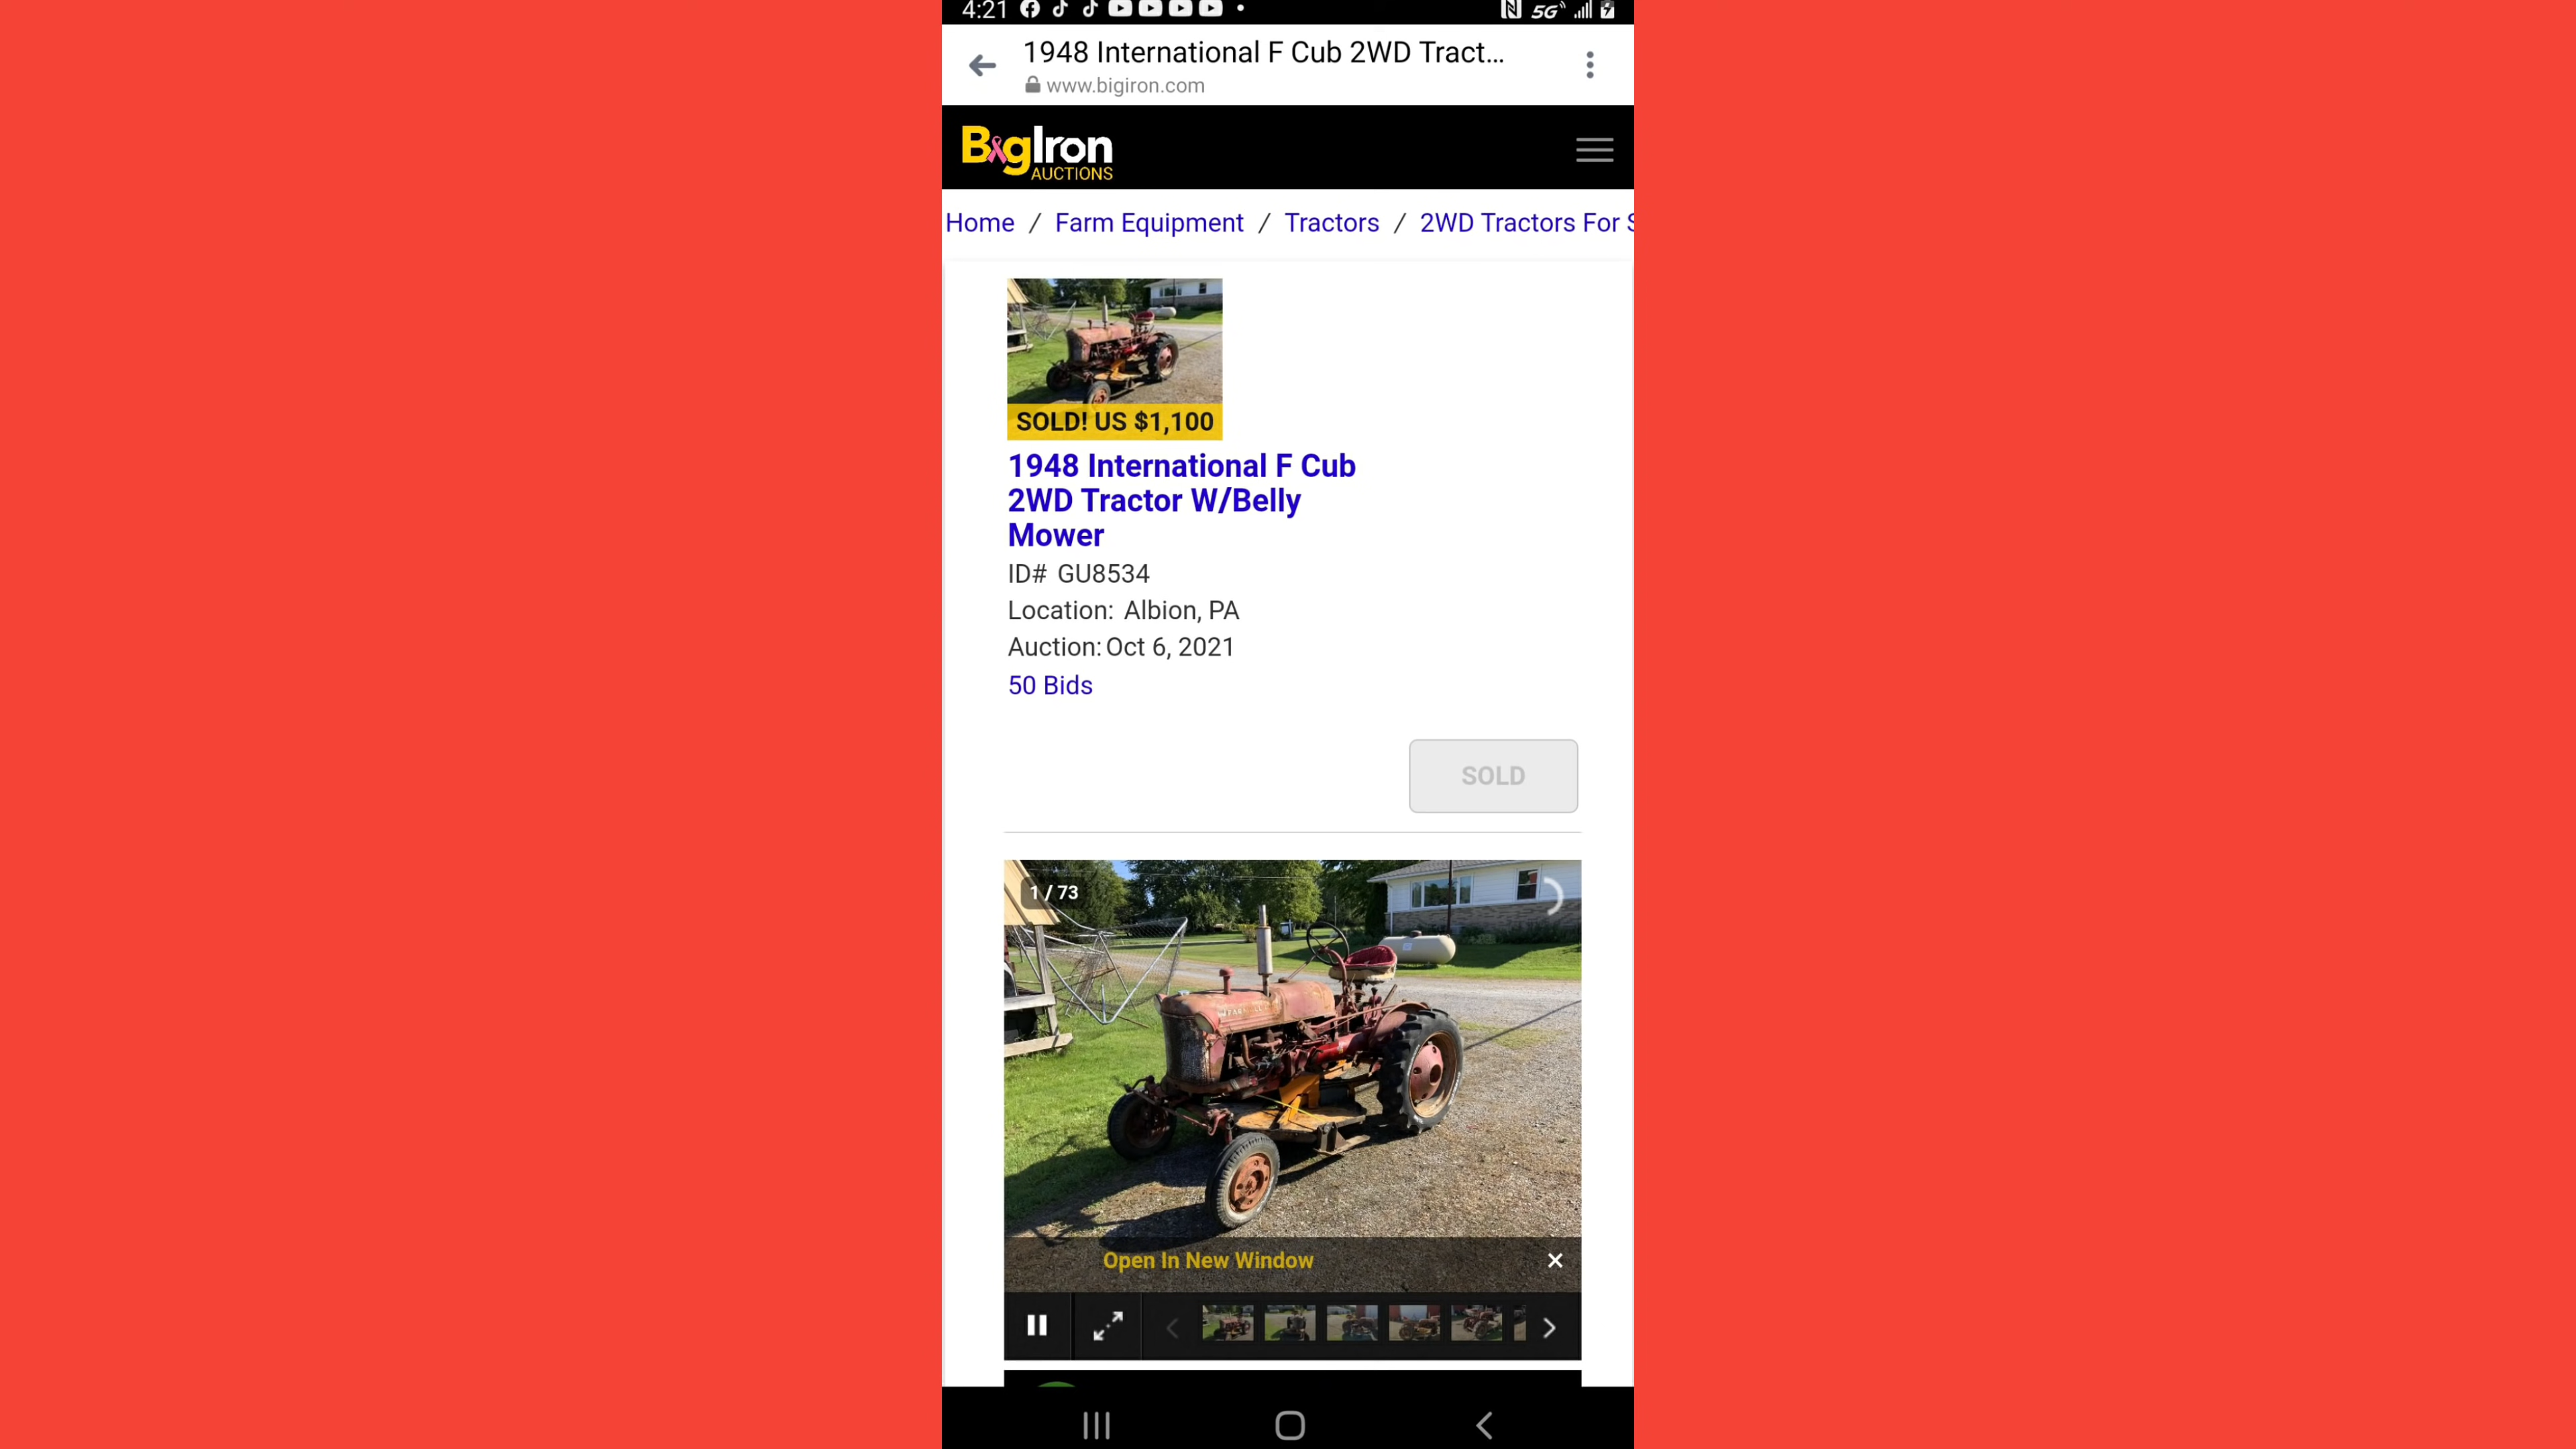 4:21
5G
1948 International F Cub 2WD Tract...
www.bigiron.com
BigIron
AUCTIONS
Home / Farm Equipment / Tractors / 2WD Tractors For S
SOLD! US $1,100
1948 International F Cub
2WD Tractor W/Belly
Mower
ID# GU8534
Location: Albion, PA
Auction: Oct 6, 2021
50 Bids
SOLD
1 / 73
Open In New Window